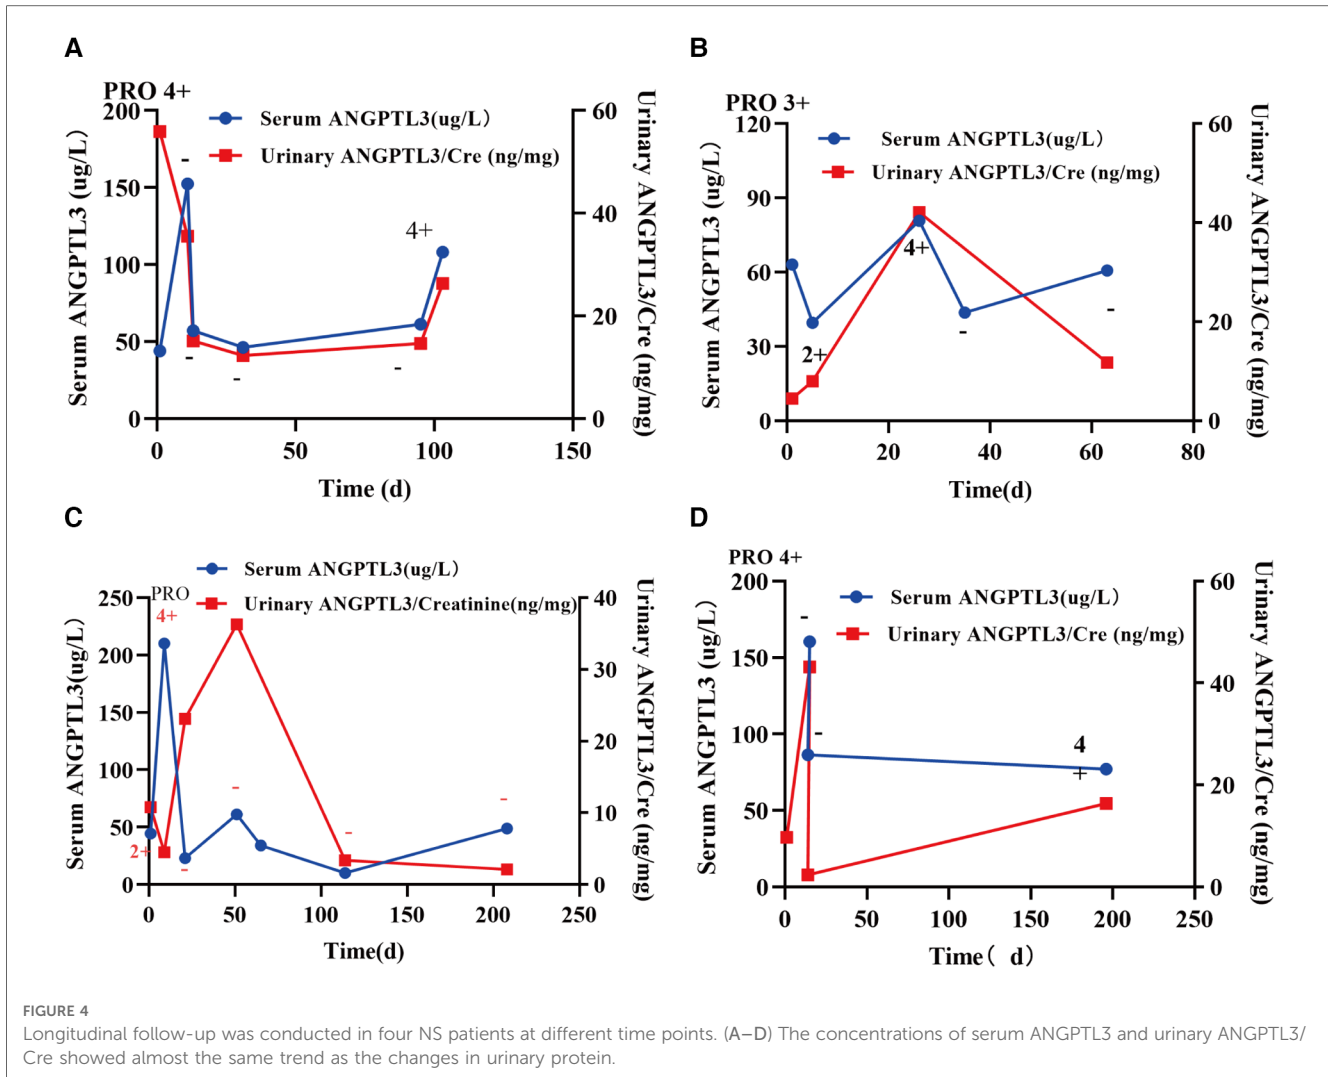 A
PRO 4+
Serum ANGPTL3(ug/L)
Urinary ANGPTL3/Cre (ng/mg)
Serum ANGPTL3 (ug/L)
Urinary ANGPTL3/Cre (ng/mg)
200
150
100
50
0
60
40
20
0
-
-
-
-
4+
0 50 100 150
Time (d)
B
PRO 3+
Serum ANGPTL3(ug/L)
Urinary ANGPTL3/Cre (ng/mg)
Serum ANGPTL3 (ug/L)
Urinary ANGPTL3/Cre (ng/mg)
120
90
60
30
0
60
40
20
0
2+
4+
-
-
0 20 40 60 80
Time(d)
C
PRO
4+
Serum ANGPTL3(ug/L)
Urinary ANGPTL3/Creatinine(ng/mg)
Serum ANGPTL3(ug/L)
Urinary ANGPTL3/Cre (ng/mg)
250
200
150
100
50
0
40
30
20
10
0
2+
-
-
-
-
0 50 100 150 200 250
Time(d)
D
PRO 4+
Serum ANGPTL3(ug/L)
Urinary ANGPTL3/Cre (ng/mg)
Serum ANGPTL3 (ug/L)
Urinary ANGPTL3/Cre (ng/mg)
200
150
100
50
0
60
40
20
0
-
-
4
+
0 50 100 150 200 250
Time( d)
FIGURE 4
Longitudinal follow-up was conducted in four NS patients at different time points. (A–D) The concentrations of serum ANGPTL3 and urinary ANGPTL3/
Cre showed almost the same trend as the changes in urinary protein.